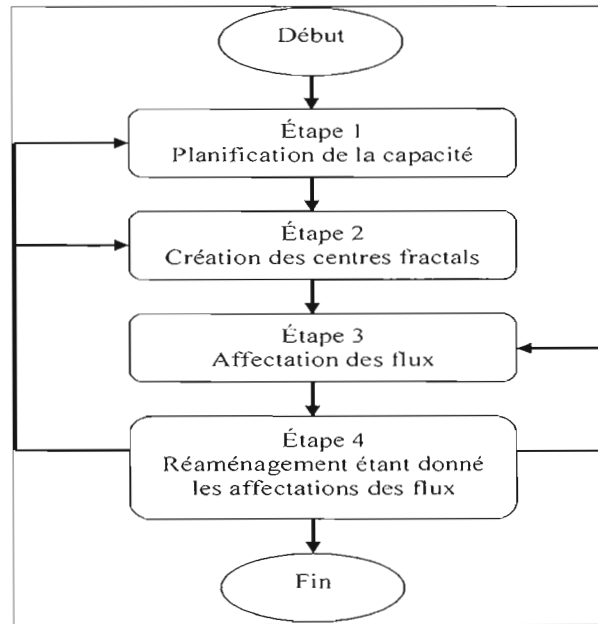 Début
Étape 1
Planification de la capacité
Étape 2
Création des centres fractals
Étape 3
Affectation des flux
Étape 4
Réaménagement étant donné
les affectations des flux
Fin